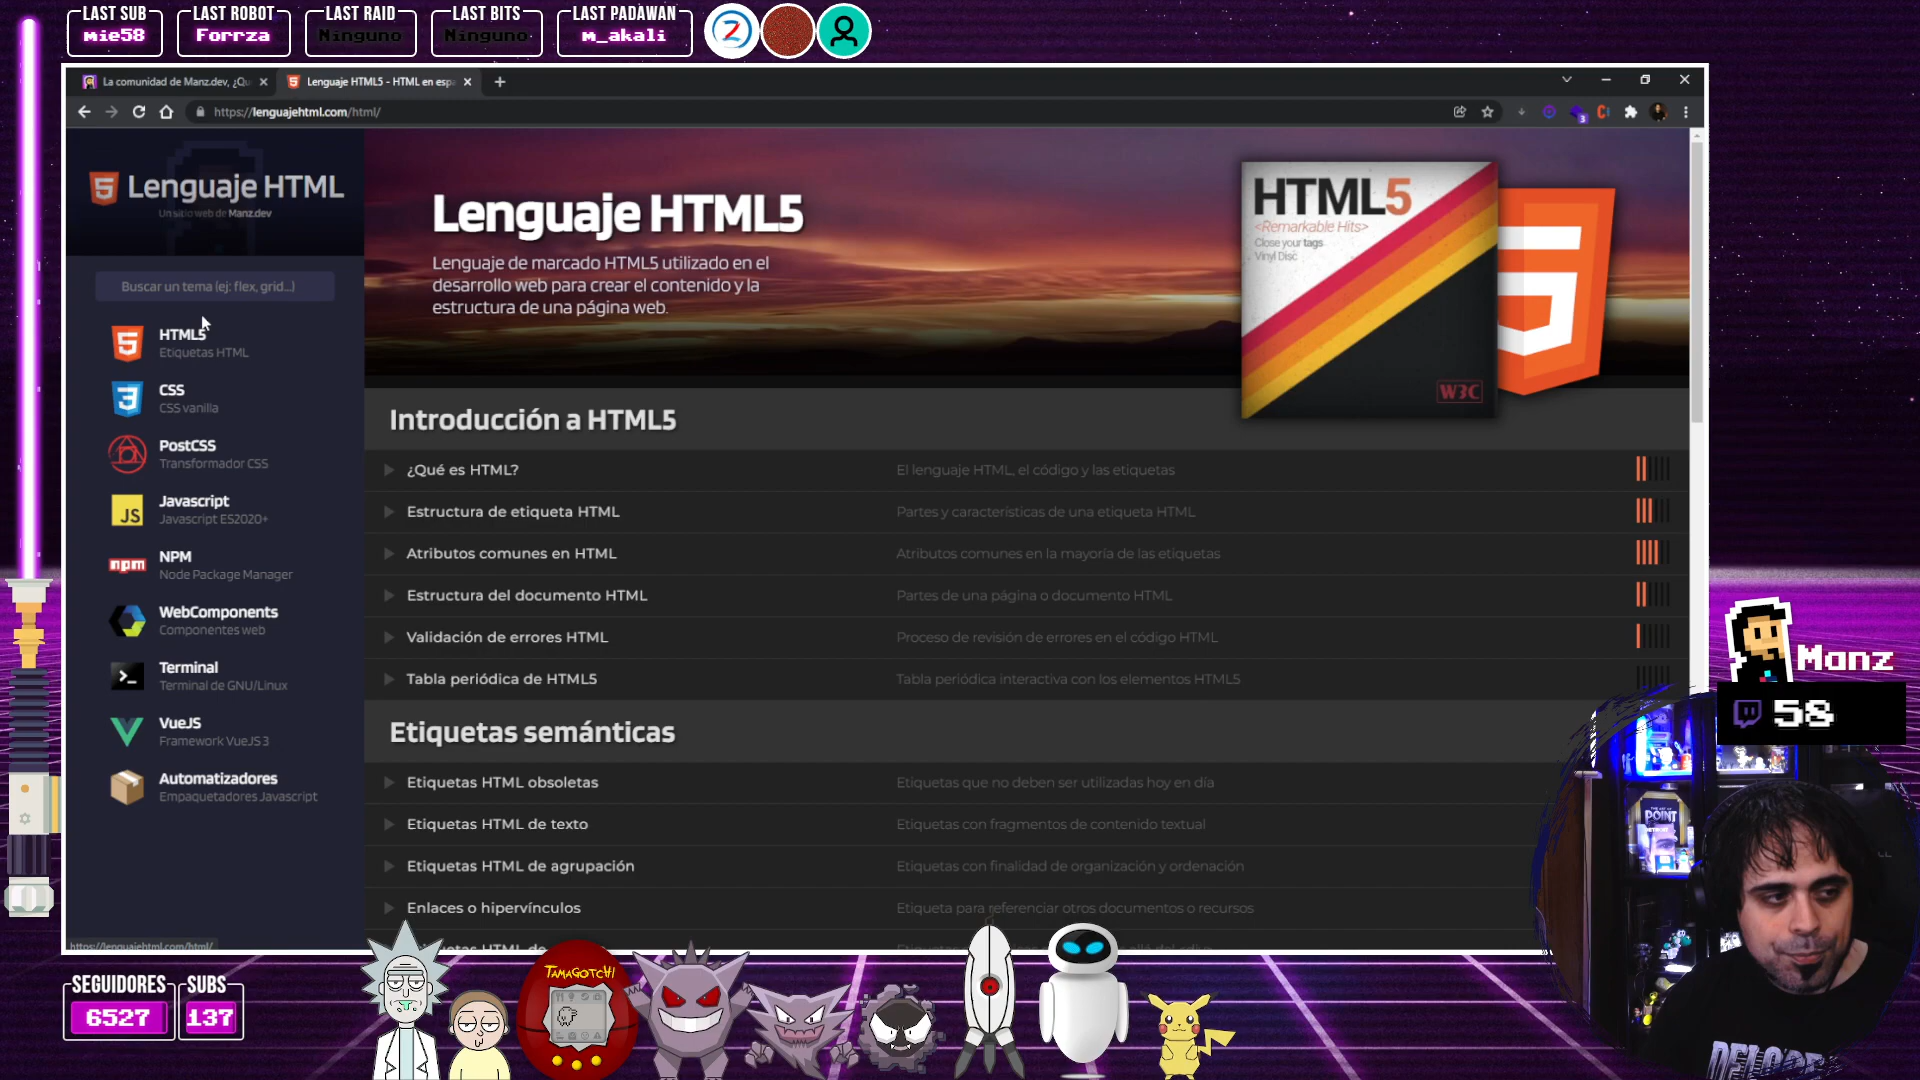 LAST SUB
mie58
LAST ROBOT
Forrza
LAST RAID
Ninguno
LAST BITS
Ninguno
LAST PADAWAN
m_akali
La comunidad de Manz.dev, ¿Qu
Lenguaje HTML5 - HTML en esp
https://lenguajehtml.com/html/
3
Lenguaje HTML
Un sitio web de Manz.dev
Buscar un tema (ej: flex, grid...)
HTML5
Etiquetas HTML
CSS
CSS vanilla
PostCSS
Transformador CSS
JS
Javascript
Javascript ES2020+
npm
NPM
Node Package Manager
WebComponents
Componentes web
Terminal
Terminal de GNU/Linux
VueJS
Framework VueJS 3
Automatizadores
Empaquetadores Javascript
https://lenguajehtml.com/html/
Lenguaje HTML5
Lenguaje de marcado HTML5 utilizado en el
desarrollo web para crear el contenido y la
estructura de una página web.
HTML5
<Remarkable Hits>
Close your tags
Vinyl Disc
W3C
Introducción a HTML5
¿Qué es HTML? El lenguaje HTML, el código y las etiquetas
Estructura de etiqueta HTML Partes y características de una etiqueta HTML
Atributos comunes en HTML Atributos comunes en la mayoría de las etiquetas
Estructura del documento HTML Partes de una página o documento HTML
Validación de errores HTML Proceso de revisión de errores en el código HTML
Tabla periódica de HTML5 Tabla periódica interactiva con los elementos HTML5
Etiquetas semánticas
Etiquetas HTML obsoletas Etiquetas que no deben ser utilizadas hoy en día
Etiquetas HTML de texto Etiquetas con fragmentos de contenido textual
Etiquetas HTML de agrupación Etiquetas con finalidad de organización y ordenación
Enlaces o hipervínculos Etiqueta para referenciar otros documentos o recursos
Manz
58
POINT
SEGUIDORES
6527
SUBS
137
TAMAGOTCHI